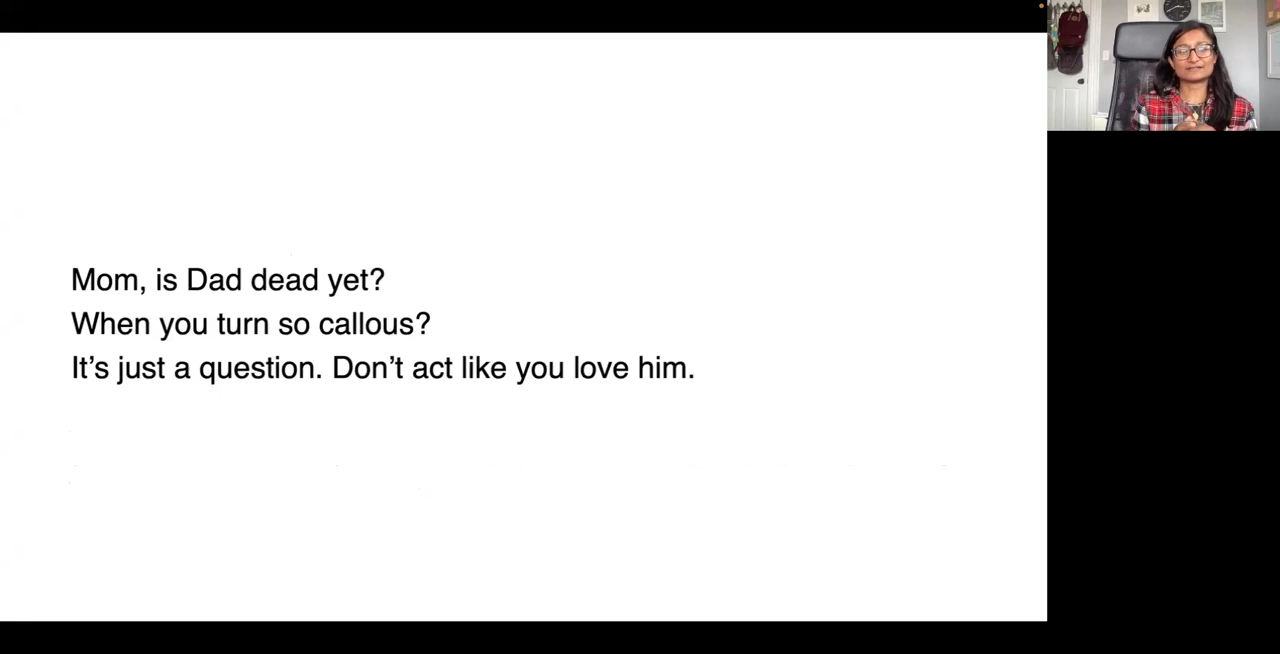 Mom, is Dad dead yet?
When you turn so callous?
It’s just a question. Don’t act like you love him.